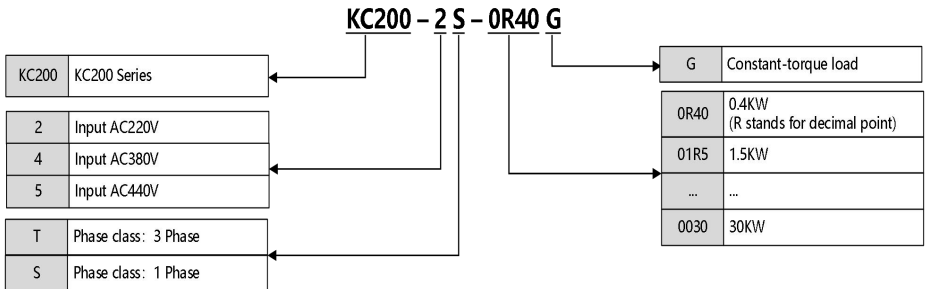 KC200 – 2 S – 0R40 G
KC200 KC200 Series
2 Input AC220V
4 Input AC380V
5 Input AC440V
T Phase class: 3 Phase
S Phase class: 1 Phase
G Constant-torque load
0R40 0.4KW
(R stands for decimal point)
01R5 1.5KW
... ...
0030 30KW